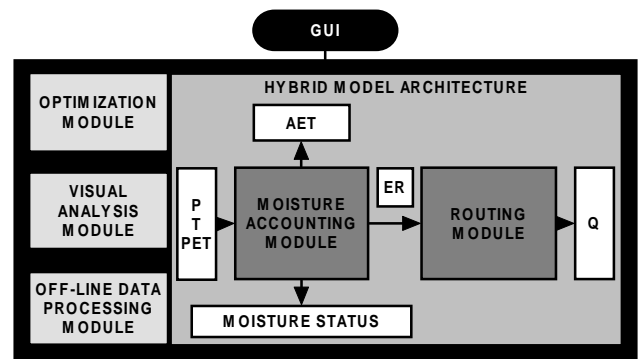 GUI
HYBRID MODEL ARCHITECTURE
OPTIMIZATION
MODULE
AET
VISUAL
ANALYSIS
MODULE
P
T
PET
MOISTURE
ACCOUNTING
MODULE
ER
ROUTING
MODULE
Q
OFF-LINE DATA
PROCESSING
MODULE
MOISTURE STATUS